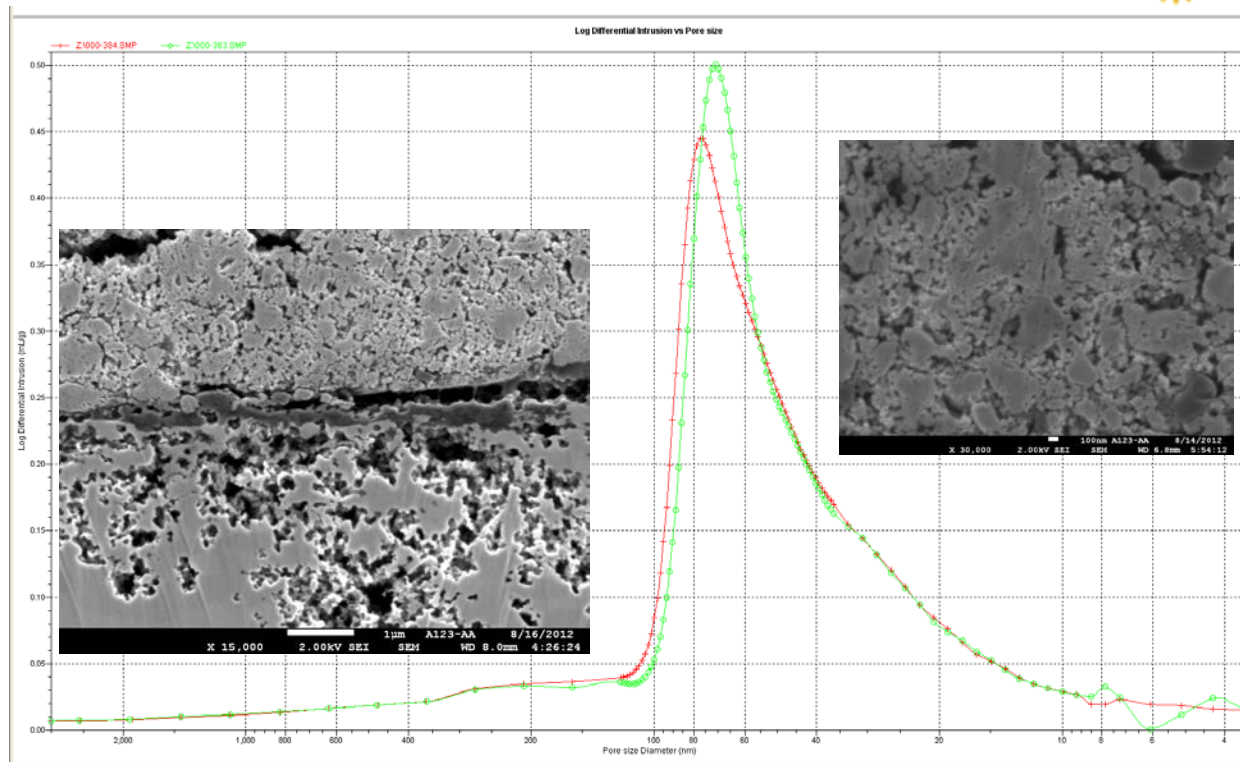 Log Differential Intrusion vs Pore size
Z1000-384.SMP Z1000-383.SMP
Log Differential Intrusion (mL/g)
0.50
0.45
0.40
0.35
0.30
0.25
0.20
0.15
0.10
0.05
0.00
2,000 1,000 800 600 400 200 100 80 60 40 20 10 8 6 4
Pore size Diameter (nm)
1µm A123-AA 8/16/2012
X 15,000 2.00kV SEI SEM WD 8.0mm 4:26:24
100nm A123-AA 8/14/2012
X 30,000 2.00kV SEI SEM WD 6.8mm 5:54:12